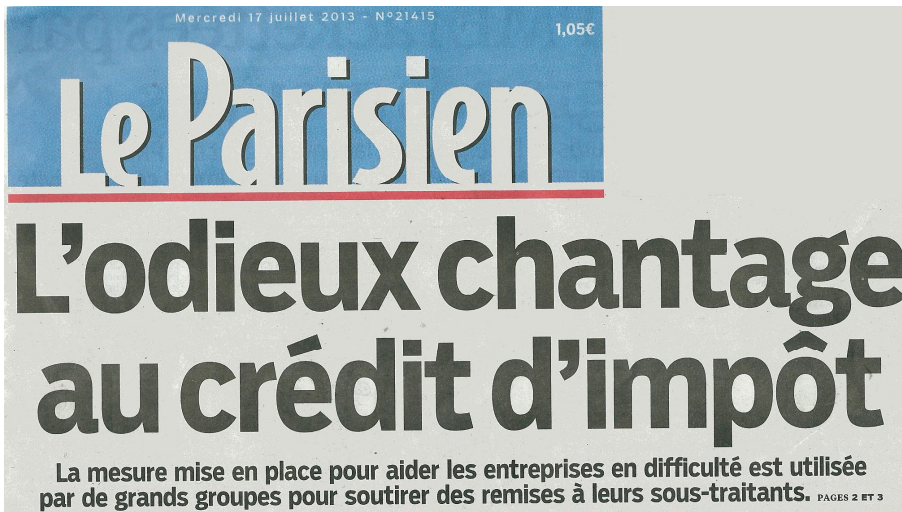 Mercredi 17 juillet 2013 - N°21415
1,05€
Le Parisien
L'odieux chantage
au crédit d'impôt
La mesure mise en place pour aider les entreprises en difficulté est utilisée
par de grands groupes pour soutirer des remises à leurs sous-traitants. PAGES 2 ET 3